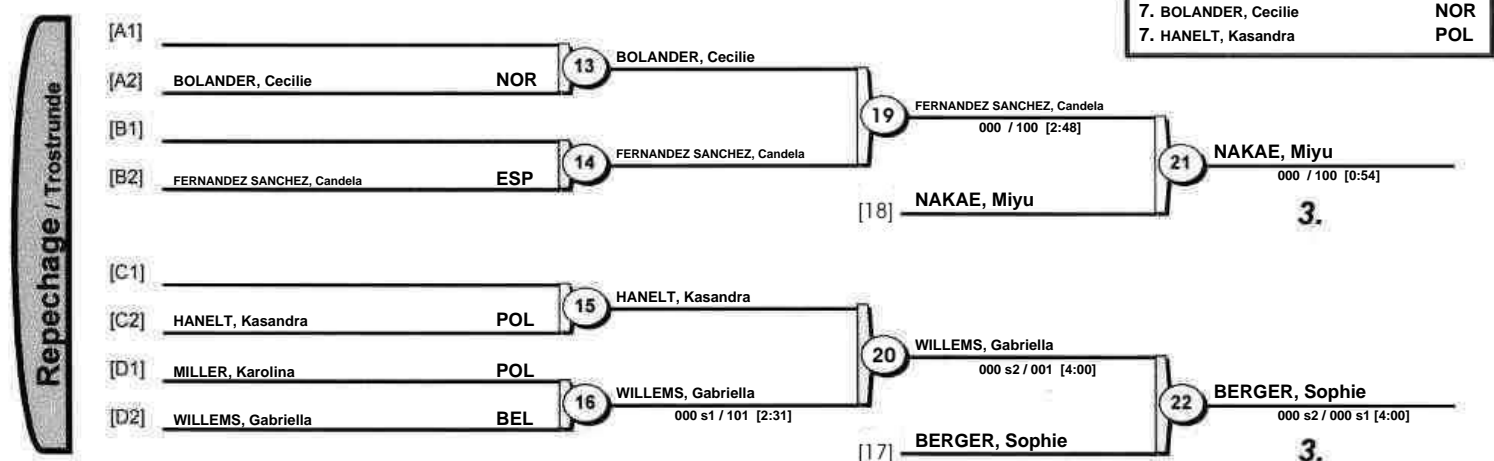 7. BOLANDER, Cecilie NOR
7. HANELT, Kasandra POL
Repechage / Trostrunde
[A1]
[A2] BOLANDER, Cecilie NOR
13
BOLANDER, Cecilie
[B1]
[B2] FERNANDEZ SANCHEZ, Candela ESP
14
FERNANDEZ SANCHEZ, Candela
19
FERNANDEZ SANCHEZ, Candela
000 / 100 [2:48]
[18] NAKAE, Miyu
21
NAKAE, Miyu
000 / 100 [0:54]
3.
[C1]
[C2] HANELT, Kasandra POL
15
HANELT, Kasandra
[D1] MILLER, Karolina POL
[D2] WILLEMS, Gabriella BEL
16
WILLEMS, Gabriella
000 s1 / 101 [2:31]
20
WILLEMS, Gabriella
000 s2 / 001 [4:00]
[17] BERGER, Sophie
22
BERGER, Sophie
000 s2 / 000 s1 [4:00]
3.